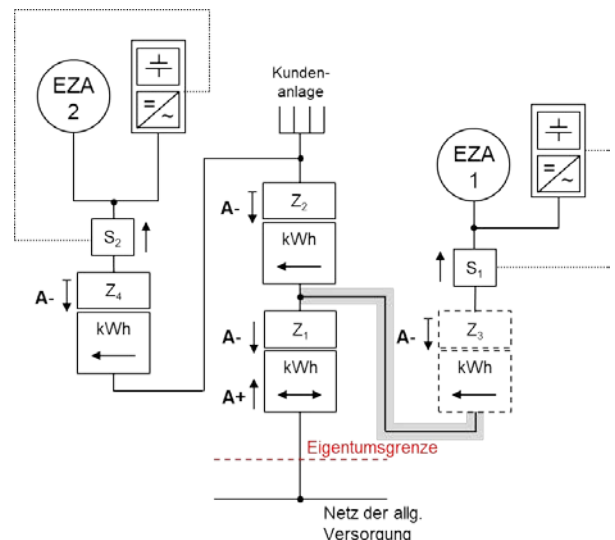 EZA
2
=
~
Kunden-
anlage
EZA
1
=
~
S2
A-
Z2
kWh
S1
A-
Z4
kWh
A-
Z1
kWh
A+
A-
Z3
kWh
Eigentumsgrenze
Netz der allg.
Versorgung